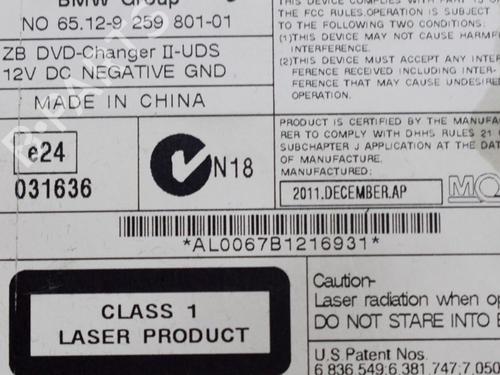 BMW Group
NO 65.12-9 259 801-01
ZB DVD-Changer II-UDS
12V DC NEGATIVE GND
MADE IN CHINA
e24
031636
N18
THIS DEVICE COMPLIES WITH PART 15 OF
THE FCC RULES.OPERATION IS SUBJECT
TO THE FOLLOWING TWO CONDITIONS:
(1)THIS DEVICE MAY NOT CAUSE HARMF
INTERFERENCE.
(2)THIS DEVICE MUST ACCEPT ANY INTER
FERENCE RECEIVED INCLUDING INTER-
FERENCE THAT MAY CAUSE UNDESIRE
OPERATION.
PRODUCT IS CERTIFIED BY THE MANUFA
RER TO COMPLY WITH DHHS RULES 21
SUBCHAPTER J APPLICATION AT THE DAT
OF MANUFACTURE.
MANUFACTURED:
2011.DECEMBER.AP
*AL0067B1216931*
CLASS 1
LASER PRODUCT
Caution-
Laser radiation when op
DO NOT STARE INTO B
U.S.Patent Nos.
6,836,549;6,381,747;7,050